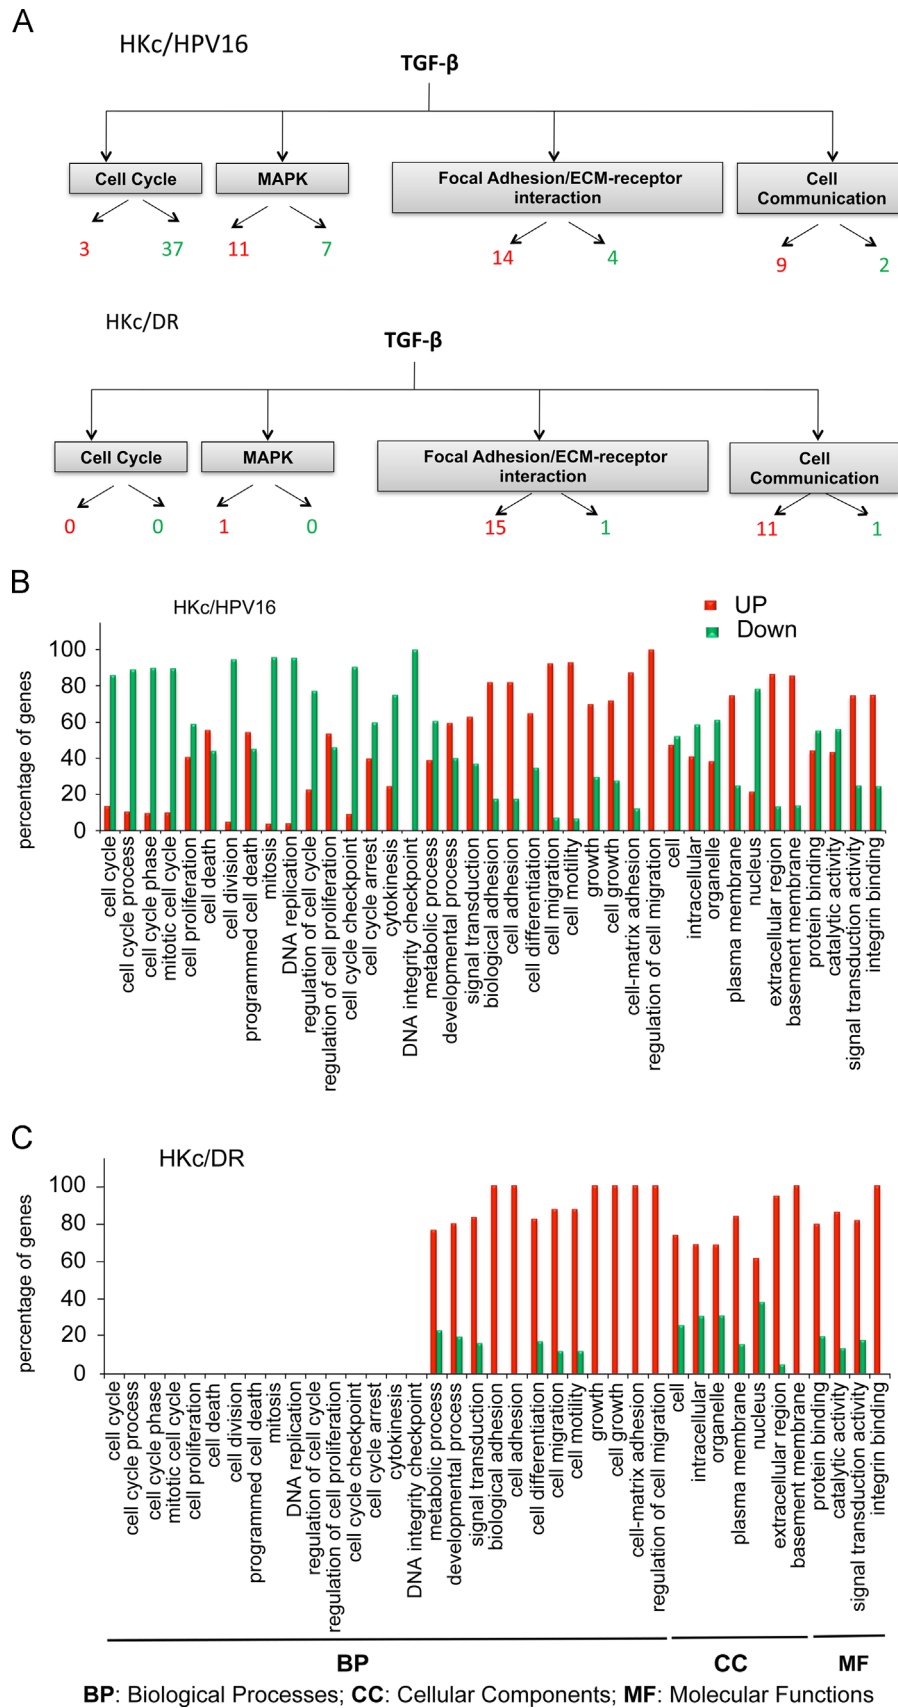 A
HKc/HPV16
TGF-β
Cell Cycle
MAPK
Focal Adhesion/ECM-receptor
interaction
Cell
Communication
3
37
11
7
14
4
9
2
HKc/DR
TGF-β
Cell Cycle
MAPK
Focal Adhesion/ECM-receptor
interaction
Cell
Communication
0
0
1
0
15
1
11
1
B
HKc/HPV16
UP
Down
percentage of genes
100
80
60
40
20
0
cell cycle
cell cycle process
cell cycle phase
mitotic cell cycle
cell proliferation
cell death
cell division
programmed cell death
mitosis
DNA replication
regulation of cell cycle
regulation of cell proliferation
cell cycle checkpoint
cell cycle arrest
cytokinesis
DNA integrity checkpoint
metabolic process
developmental process
signal transduction
biological adhesion
cell adhesion
cell differentiation
cell migration
cell motility
growth
cell growth
cell-matrix adhesion
regulation of cell migration
cell
intracellular
organelle
plasma membrane
nucleus
extracellular region
basement membrane
protein binding
catalytic activity
signal transduction activity
integrin binding
C
HKc/DR
percentage of genes
100
80
60
40
20
0
cell cycle
cell cycle process
cell cycle phase
mitotic cell cycle
cell proliferation
cell death
cell division
programmed cell death
mitosis
DNA replication
regulation of cell cycle
regulation of cell proliferation
cell cycle checkpoint
cell cycle arrest
cytokinesis
DNA integrity checkpoint
metabolic process
developmental process
signal transduction
biological adhesion
cell adhesion
cell differentiation
cell migration
cell motility
growth
cell growth
cell-matrix adhesion
regulation of cell migration
cell
intracellular
organelle
plasma membrane
nucleus
extracellular region
basement membrane
protein binding
catalytic activity
signal transduction activity
integrin binding
BP
CC
MF
BP: Biological Processes; CC: Cellular Components; MF: Molecular Functions